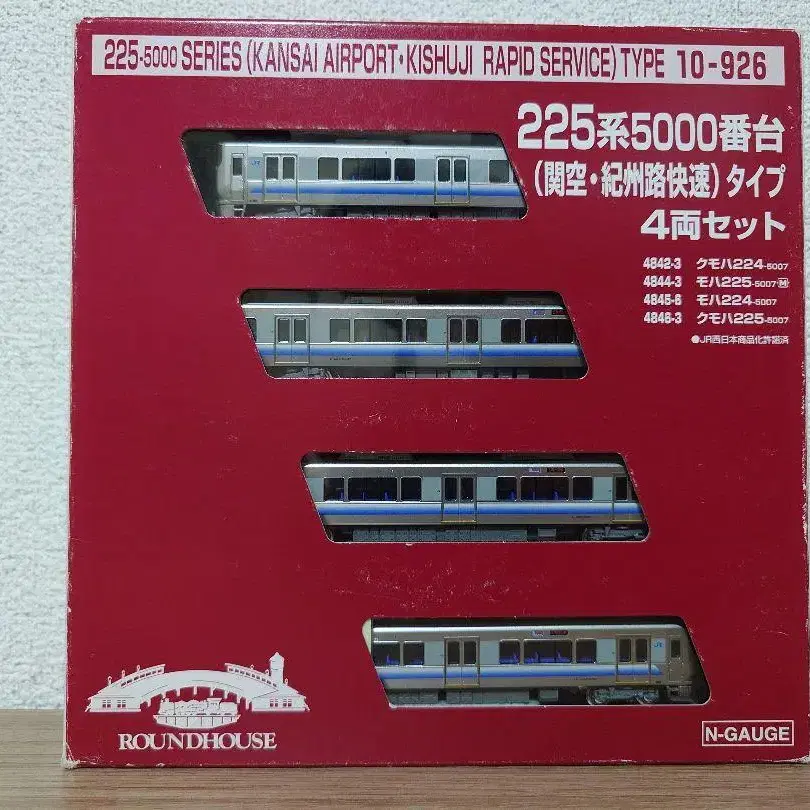 225-5000 SERIES (KANSAI AIRPORT・KISHUJI RAPID SERVICE) TYPE 10-926
225系5000番台
(関空・紀州路快速) タイプ
4両セット
4842-3 クモハ224-5007
4844-3 モハ225-5007 Ⓜ
4845-6 モハ224-5007
4846-3 クモハ225-5007
●JR西日本商品化許諾済
ROUNDHOUSE
N-GAUGE